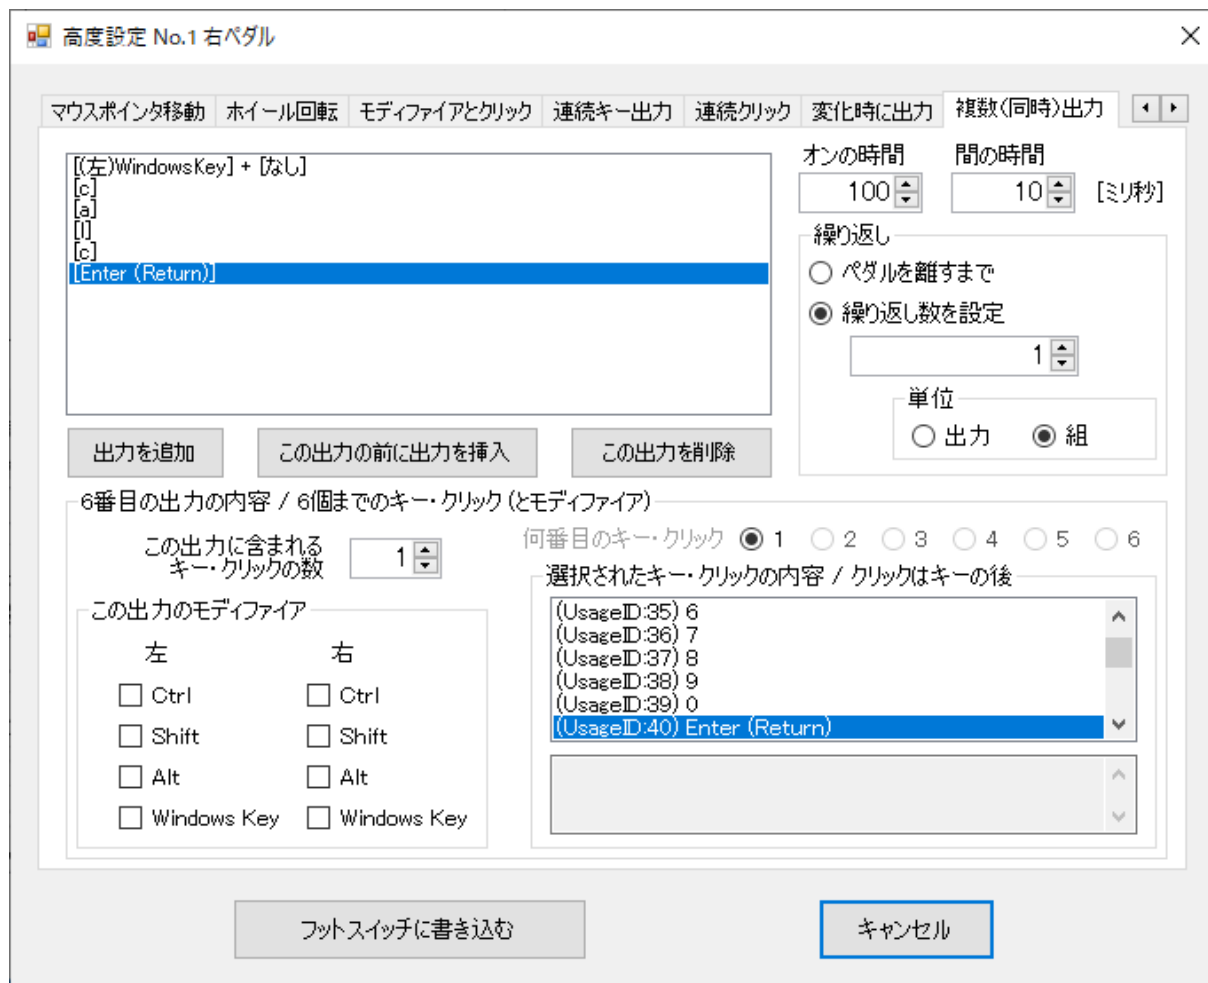 高度設定 No.1 右ペダル
マウスポインタ移動 ホイール回転 モディファイアとクリック 連続キー出力 連続クリック 変化時に出力 複数(同時)出力
[(左)WindowsKey] + [なし]
[c]
[a]
[l]
[c]
[Enter (Return)]
オンの時間 間の時間
100 10 [ミリ秒]
繰り返し
ペダルを離すまで
繰り返し数を設定
1
単位
出力 組
出力を追加 この出力の前に出力を挿入 この出力を削除
6番目の出力の内容 / 6個までのキー・クリック (とモディファイア)
この出力に含まれる
キー・クリックの数
1
何番目のキー・クリック 1 2 3 4 5 6
この出力のモディファイア
左 右
Ctrl Ctrl
Shift Shift
Alt Alt
Windows Key Windows Key
選択されたキー・クリックの内容 / クリックはキーの後
(UsageID:35) 6
(UsageID:36) 7
(UsageID:37) 8
(UsageID:38) 9
(UsageID:39) 0
(UsageID:40) Enter (Return)
フットスイッチに書き込む キャンセル